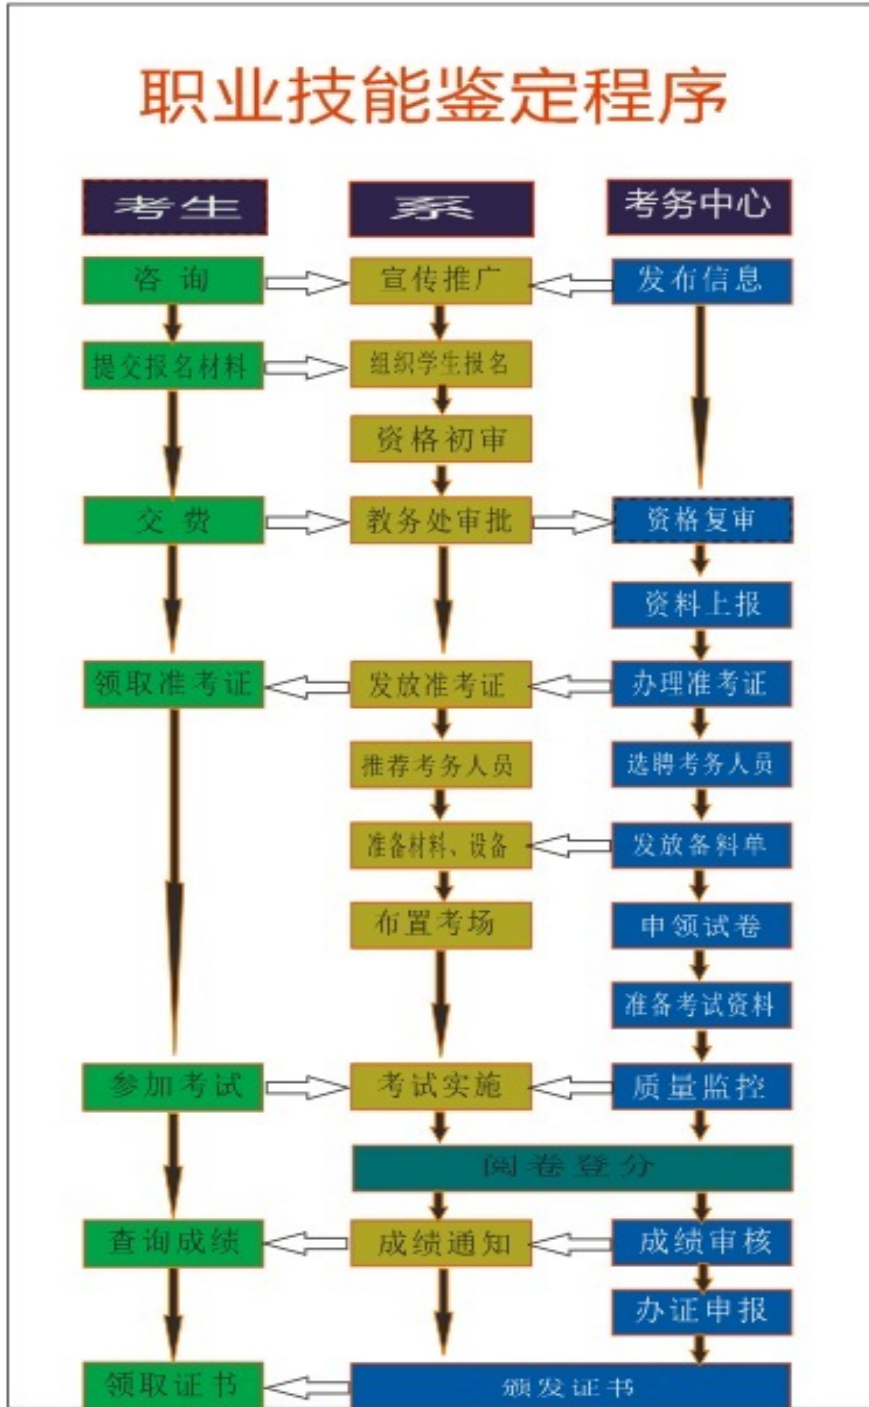 职业技能鉴定程序
考生 系 考务中心
咨询 宣传推广 发布信息
提交报名材料 组织学生报名
资格初审
交费 教务处审批 资格复审
资料上报
领取准考证 发放准考证 办理准考证
推荐考务人员 选聘考务人员
准备材料、设备 发放备料单
布置考场 申领试卷
准备考试资料
参加考试 考试实施 质量监控
阅卷登分
查询成绩 成绩通知 成绩审核
办证申报
领取证书 颁发证书